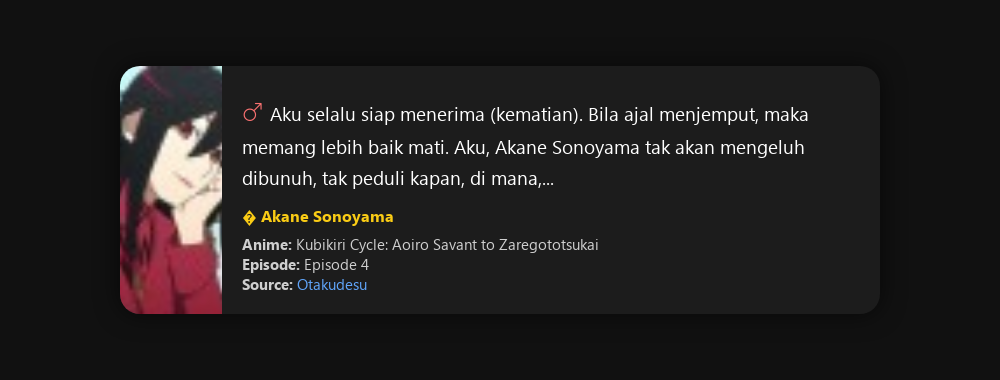 ♂ Aku selalu siap menerima (kematian). Bila ajal menjemput, maka
memang lebih baik mati. Aku, Akane Sonoyama tak akan mengeluh
dibunuh, tak peduli kapan, di mana,...
� Akane Sonoyama
Anime: Kubikiri Cycle: Aoiro Savant to Zaregototsukai
Episode: Episode 4
Source: Otakudesu